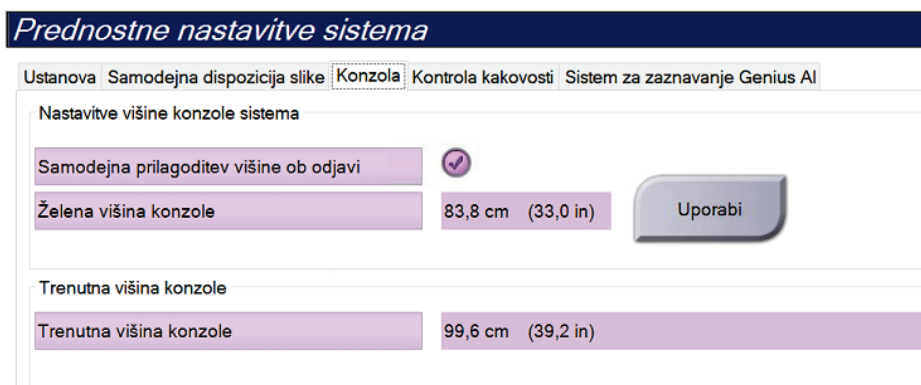 Prednostne nastavitve sistema
Ustanova Samodejna dispozicija slike Konzola Kontrola kakovosti Sistem za zaznavanje Genius AI
Nastavitve višine konzole sistema
Samodejna prilagoditev višine ob odjavi
Želena višina konzole 83,8 cm (33,0 in) Uporabi
Trenutna višina konzole
Trenutna višina konzole 99,6 cm (39,2 in)